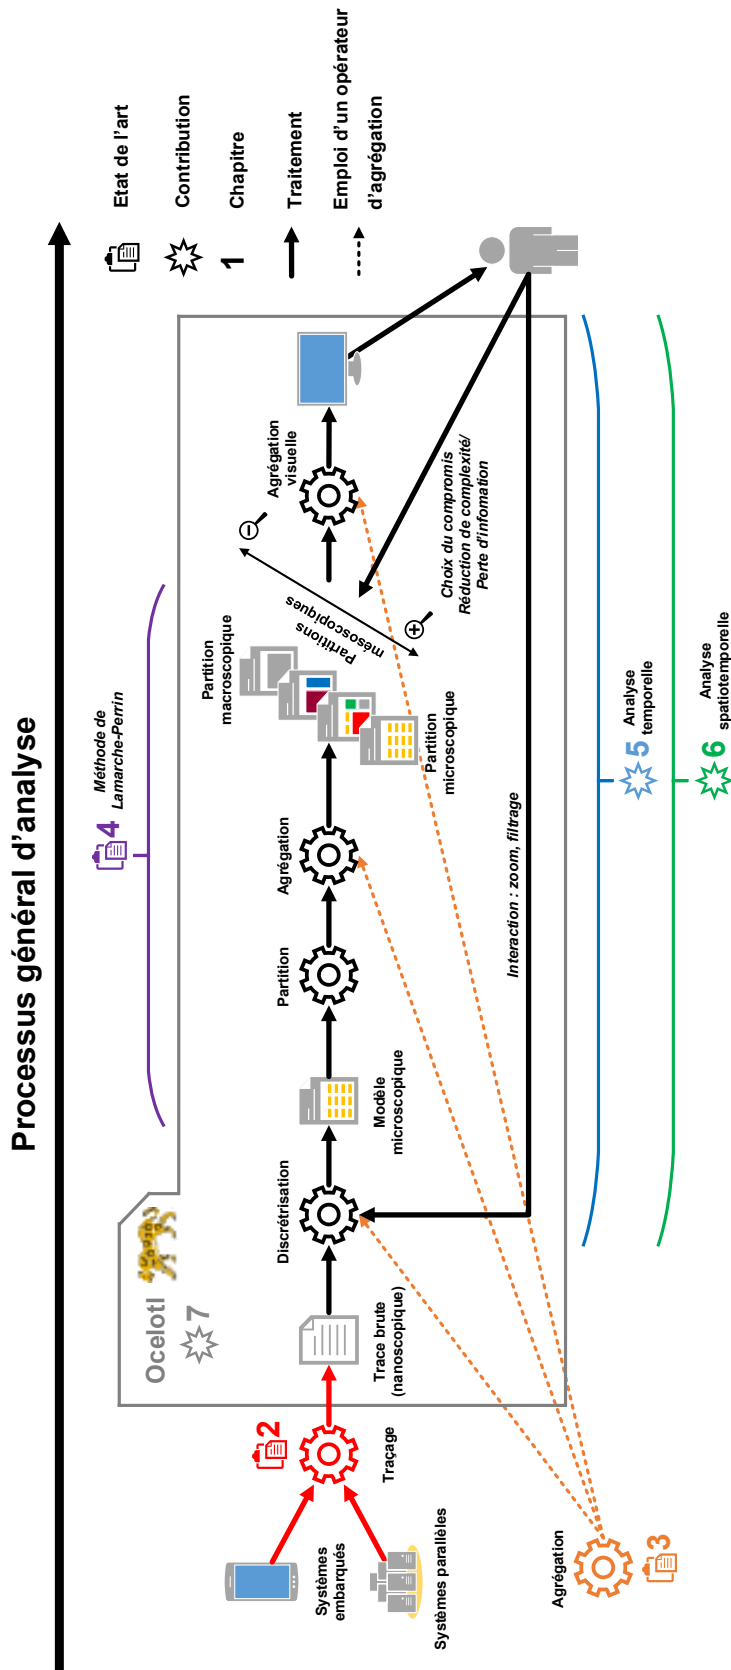 Processus général d'analyse
Etat de l'art
Contribution
1
Chapitre
Traitement
Emploi d'un opérateur
d'agrégation
4
Méthode de
Lamarche-Perrin
Ocelotl
7
2
Systèmes
embarqués
Systèmes parallèles
Traçage
Trace brute
(nanoscopique)
Discrétrisation
Modèle
microscopique
Partition
Agrégation
Partition
macroscopique
Partition
microscopique
Partitions
mésoscopiques
Agrégation
visuelle
Choix du compromis
Réduction de complexité/
Perte d'infomation
Interaction : zoom, filtrage
Agrégation
3
5
Analyse
temporelle
6
Analyse
spatiotemporelle